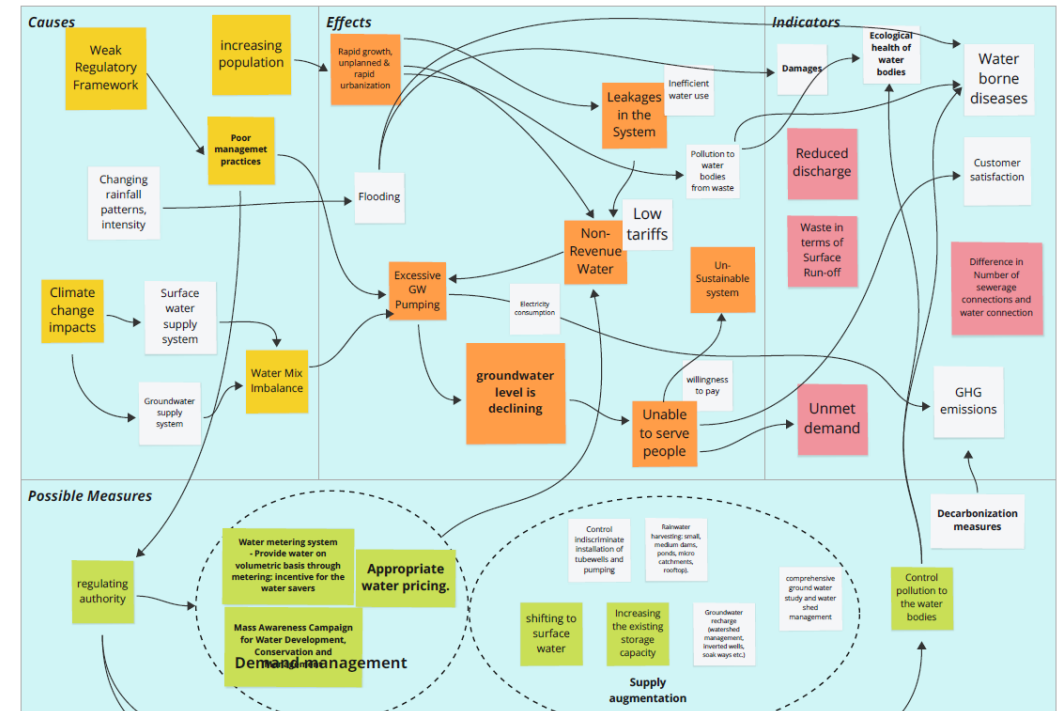 Causes
Weak
Regulatory
Framework
increasing
population
Poor
managemet
practices
Changing
rainfall
patterns,
intensity
Climate
change
impacts
Surface
water
supply
system
Water Mix
Imbalance
Groundwater
supply
system
Effects
Rapid growth,
unplanned &
rapid
urbanization
Leakages
in the
System
Inefficient
water use
Pollution to
water
bodies
from waste
Flooding
Low
tariffs
Non-
Revenue
Water
Excessive
GW
Pumping
Electricity
consumption
Un-
Sustainable
system
groundwater
level is
declining
willingness
to pay
Unable
to serve
people
Indicators
Damages
Ecological
health of
water
bodies
Water
borne
diseases
Reduced
discharge
Customer
satisfaction
Waste in
terms of
Surface
Run-off
Difference in
Number of
sewerage
connections and
water connection
GHG
emissions
Unmet
demand
Possible Measures
regulating
authority
Water metering system
- Provide water on
volumetric basis through
metering: incentive for the
water savers
Appropriate
water pricing.
Mass Awareness Campaign
for Water Development,
Conservation and
Demand management
Control
Indiscriminate
installation of
tubewells and
pumping
Rainwater
harvesting: small,
medium dams,
ponds, micro
catchments,
rooftop).
comprehensive
ground water
study and water
shed
management
shifting to
surface
water
Increasing
the existing
storage
capacity
Groundwater
recharge
(watershed
management,
inverted wells,
soak ways etc.)
Supply
augmentation
Decarbonization
measures
Control
pollution to
the water
bodies